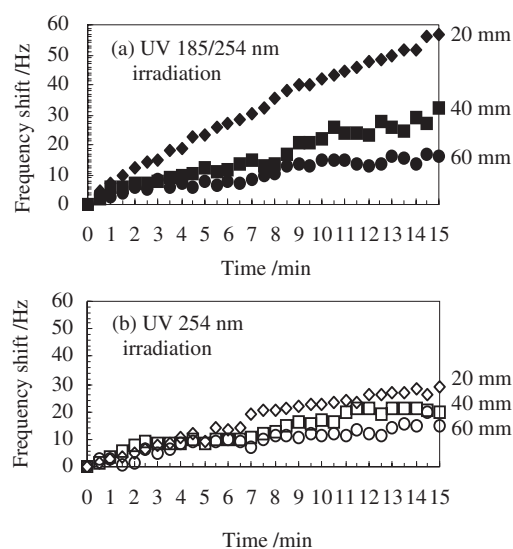 60
50
40
30
20
10
0
Frequency shift /Hz
(a) UV 185/254 nm
irradiation
20 mm
40 mm
60 mm
0 1 2 3 4 5 6 7 8 9 10 11 12 13 14 15
Time /min
60
50
40
30
20
10
0
Frequency shift /Hz
(b) UV 254 nm
irradiation
20 mm
40 mm
60 mm
0 1 2 3 4 5 6 7 8 9 10 11 12 13 14 15
Time /min